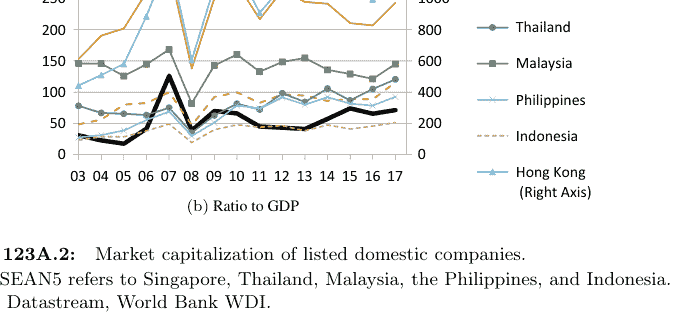 250 1000
200 800
150 600
100 400
50 200
0 0
03 04 05 06 07 08 09 10 11 12 13 14 15 16 17
Thailand
Malaysia
Philippines
Indonesia
Hong Kong
(Right Axis)
(b) Ratio to GDP
123A.2: Market capitalization of listed domestic companies.
SEAN5 refers to Singapore, Thailand, Malaysia, the Philippines, and Indonesia.
Datastream, World Bank WDI.